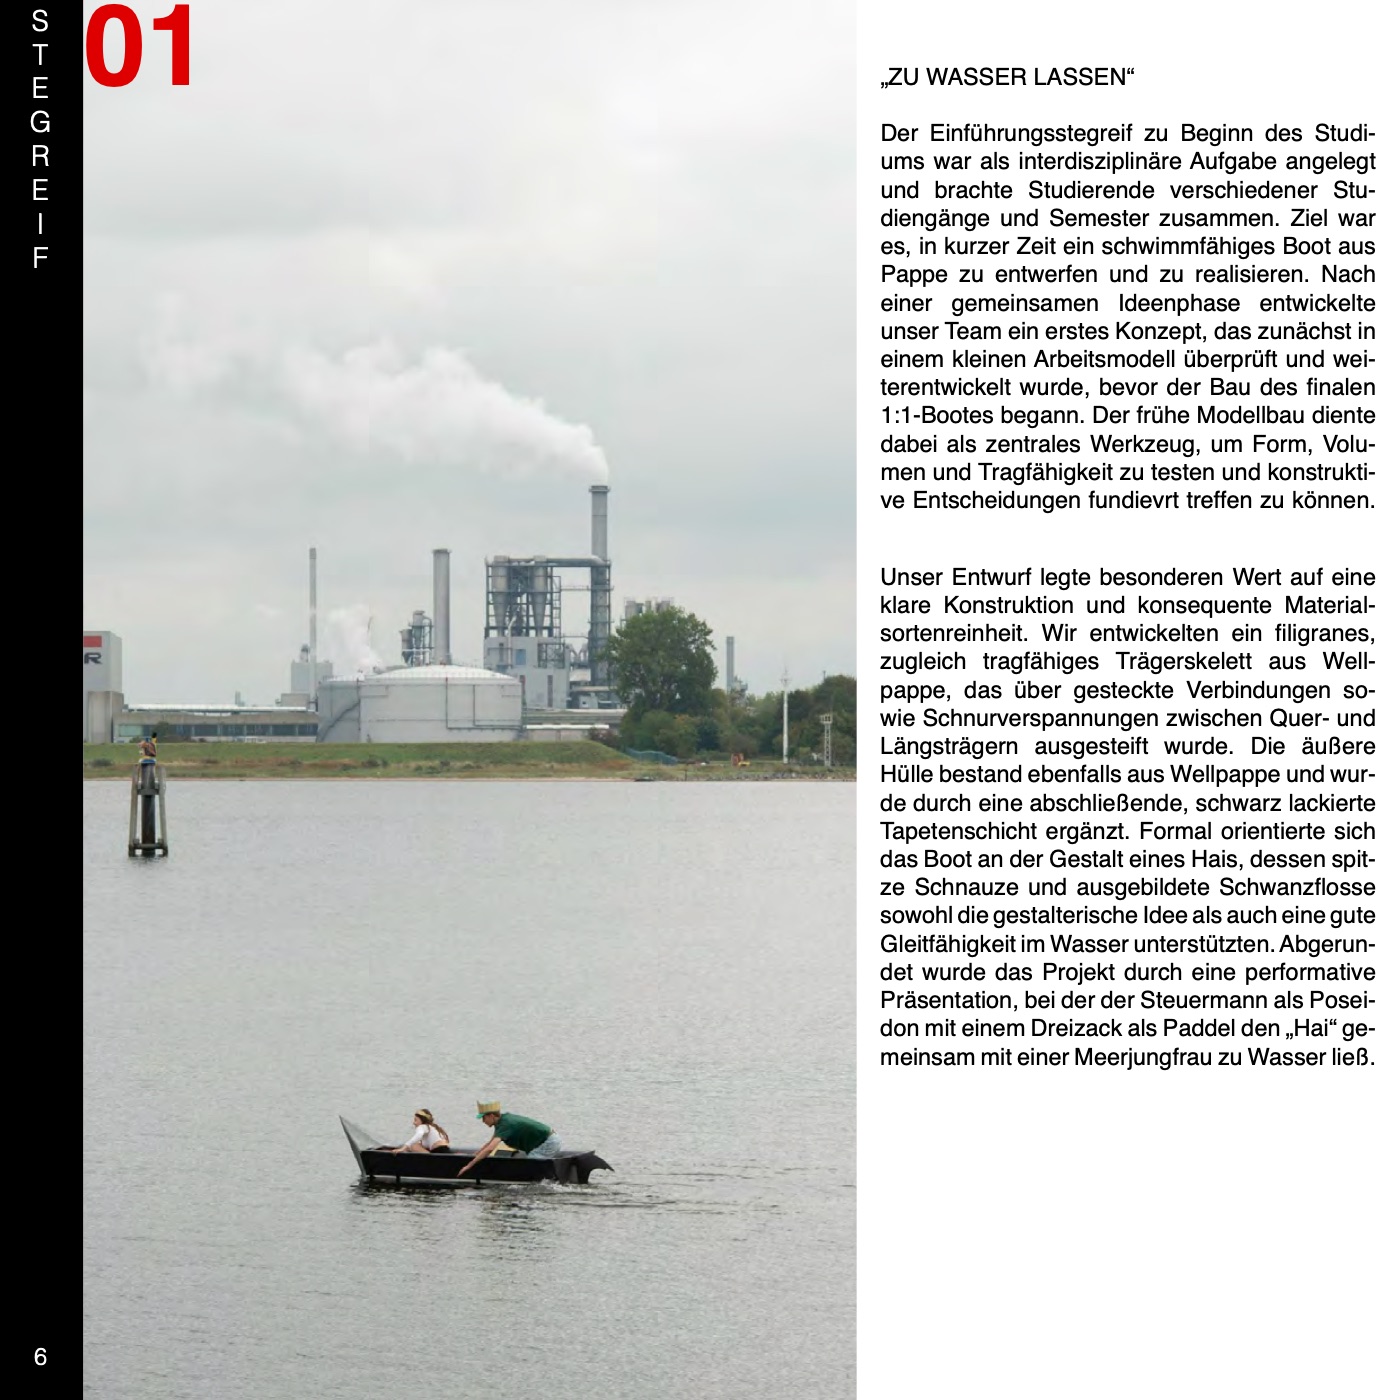 STEGREIF
01
„ZU WASSER LASSEN“
Der Einführungsstegreif zu Beginn des Studi-
ums war als interdisziplinäre Aufgabe angelegt
und brachte Studierende verschiedener Stu-
diengänge und Semester zusammen. Ziel war
es, in kurzer Zeit ein schwimmfähiges Boot aus
Pappe zu entwerfen und zu realisieren. Nach
einer gemeinsamen Ideenphase entwickelte
unser Team ein erstes Konzept, das zunächst in
einem kleinen Arbeitsmodell überprüft und wei-
terentwickelt wurde, bevor der Bau des finalen
1:1-Bootes begann. Der frühe Modellbau diente
dabei als zentrales Werkzeug, um Form, Volu-
men und Tragfähigkeit zu testen und konstrukti-
ve Entscheidungen fundievrt treffen zu können.
Unser Entwurf legte besonderen Wert auf eine
klare Konstruktion und konsequente Material-
sortenreinheit. Wir entwickelten ein filigranes,
zugleich tragfähiges Trägerskelett aus Well-
pappe, das über gesteckte Verbindungen so-
wie Schnurverspannungen zwischen Quer- und
Längsträgern ausgesteift wurde. Die äußere
Hülle bestand ebenfalls aus Wellpappe und wur-
de durch eine abschließende, schwarz lackierte
Tapetenschicht ergänzt. Formal orientierte sich
das Boot an der Gestalt eines Hais, dessen spit-
ze Schnauze und ausgebildete Schwanzflosse
sowohl die gestalterische Idee als auch eine gute
Gleitfähigkeit im Wasser unterstützten. Abgerun-
det wurde das Projekt durch eine performative
Präsentation, bei der der Steuermann als Posei-
don mit einem Dreizack als Paddel den „Hai“ ge-
meinsam mit einer Meerjungfrau zu Wasser ließ.
R
6